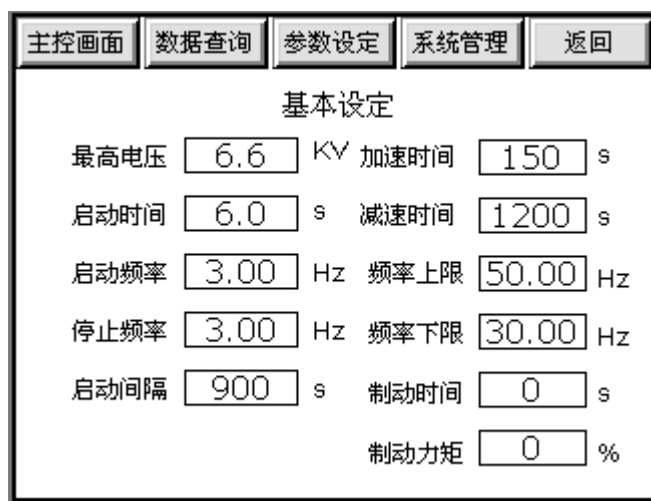 主控画面 数据查询 参数设定 系统管理 返回
基本设定
最高电压 6.6 KV 加速时间 150 s
启动时间 6.0 s 减速时间 1200 s
启动频率 3.00 Hz 频率上限 50.00 Hz
停止频率 3.00 Hz 频率下限 30.00 Hz
启动间隔 900 s 制动时间 0 s
制动力矩 0 %